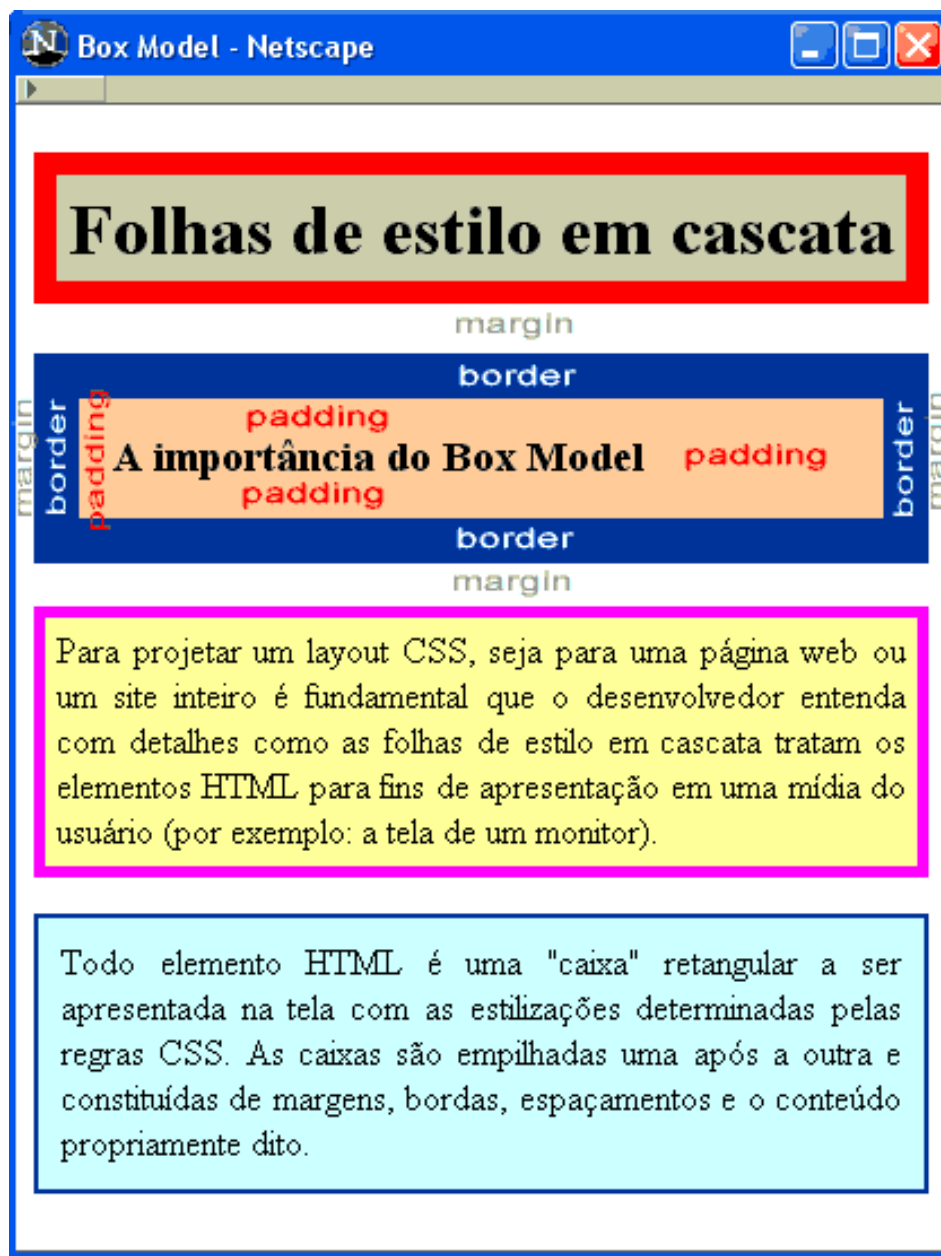 Box Model - Netscape
Folhas de estilo em cascata
margin
border
margin
border
padding
padding
A importância do Box Model
padding
padding
border
margin
border
margin
Para projetar um layout CSS, seja para uma página web ou
um site inteiro é fundamental que o desenvolvedor entenda
com detalhes como as folhas de estilo em cascata tratam os
elementos HTML para fins de apresentação em uma mídia do
usuário (por exemplo: a tela de um monitor).
Todo elemento HTML é uma "caixa" retangular a ser
apresentada na tela com as estilizações determinadas pelas
regras CSS. As caixas são empilhadas uma após a outra e
constituídas de margens, bordas, espaçamentos e o conteúdo
propriamente dito.